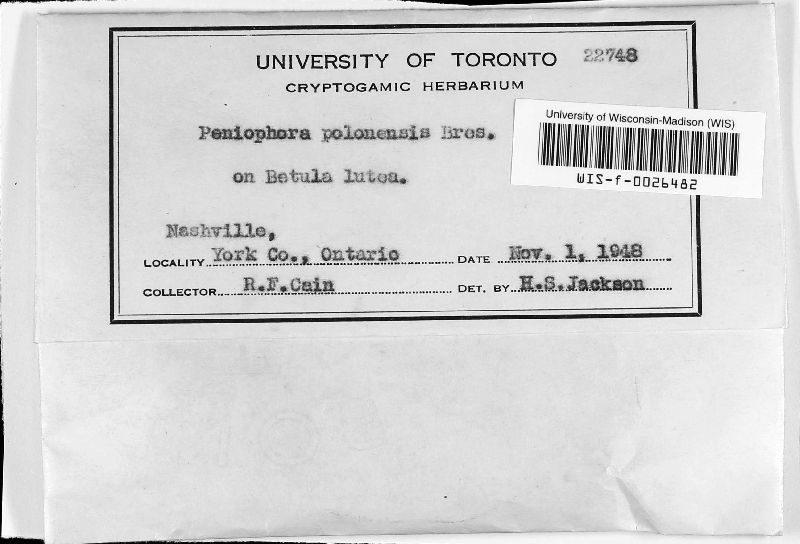 UNIVERSITY OF TORONTO 22748
CRYPTOGAMIC HERBARIUM
Peniophora polonensis Bres.
on Betula lutea.
University of Wisconsin-Madison (WIS)
WIS-f-0026482
Nashville,
LOCALITY York Co., Ontario DATE Nov. 1, 1948
COLLECTOR R.F.Cain DET. BY H.S.Jackson